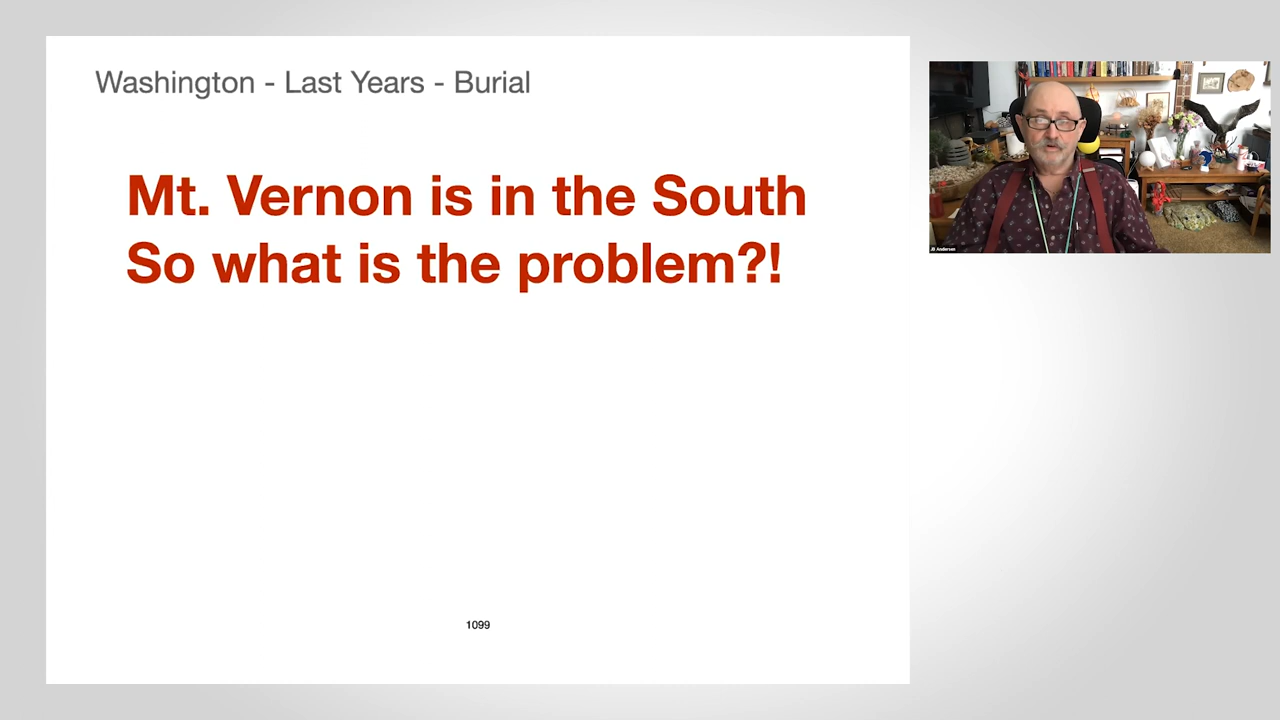 Washington - Last Years - Burial
Mt. Vernon is in the South
So what is the problem?!
1099